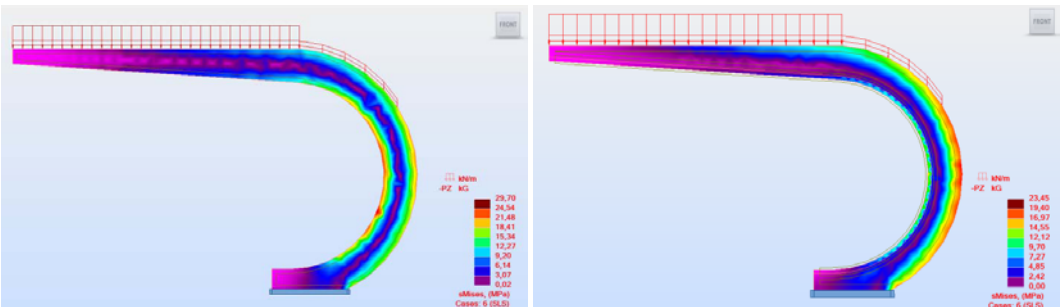 FRONT
kN/m
-PZ kG
29,70
24,54
21,48
18,41
15,34
12,27
9,20
6,14
3,07
0,02
sMises, (MPa)
Cases: 6 (SLS)
FRONT
kN/m
-PZ kG
23,45
19,40
16,97
14,55
12,12
9,70
7,27
4,85
2,42
0,00
sMises, (MPa)
Cases: 6 (SLS)